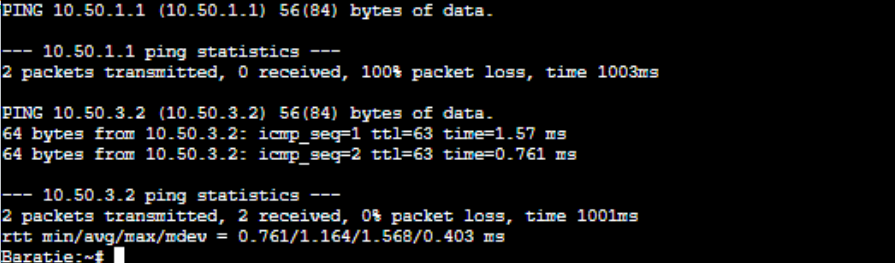 PING 10.50.1.1 (10.50.1.1) 56(84) bytes of data.
--- 10.50.1.1 ping statistics ---
2 packets transmitted, 0 received, 100% packet loss, time 1003ms
PING 10.50.3.2 (10.50.3.2) 56(84) bytes of data.
64 bytes from 10.50.3.2: icmp_seq=1 ttl=63 time=1.57 ms
64 bytes from 10.50.3.2: icmp_seq=2 ttl=63 time=0.761 ms
--- 10.50.3.2 ping statistics ---
2 packets transmitted, 2 received, 0% packet loss, time 1001ms
rtt min/avg/max/mdev = 0.761/1.164/1.568/0.403 ms
Baratie:~#